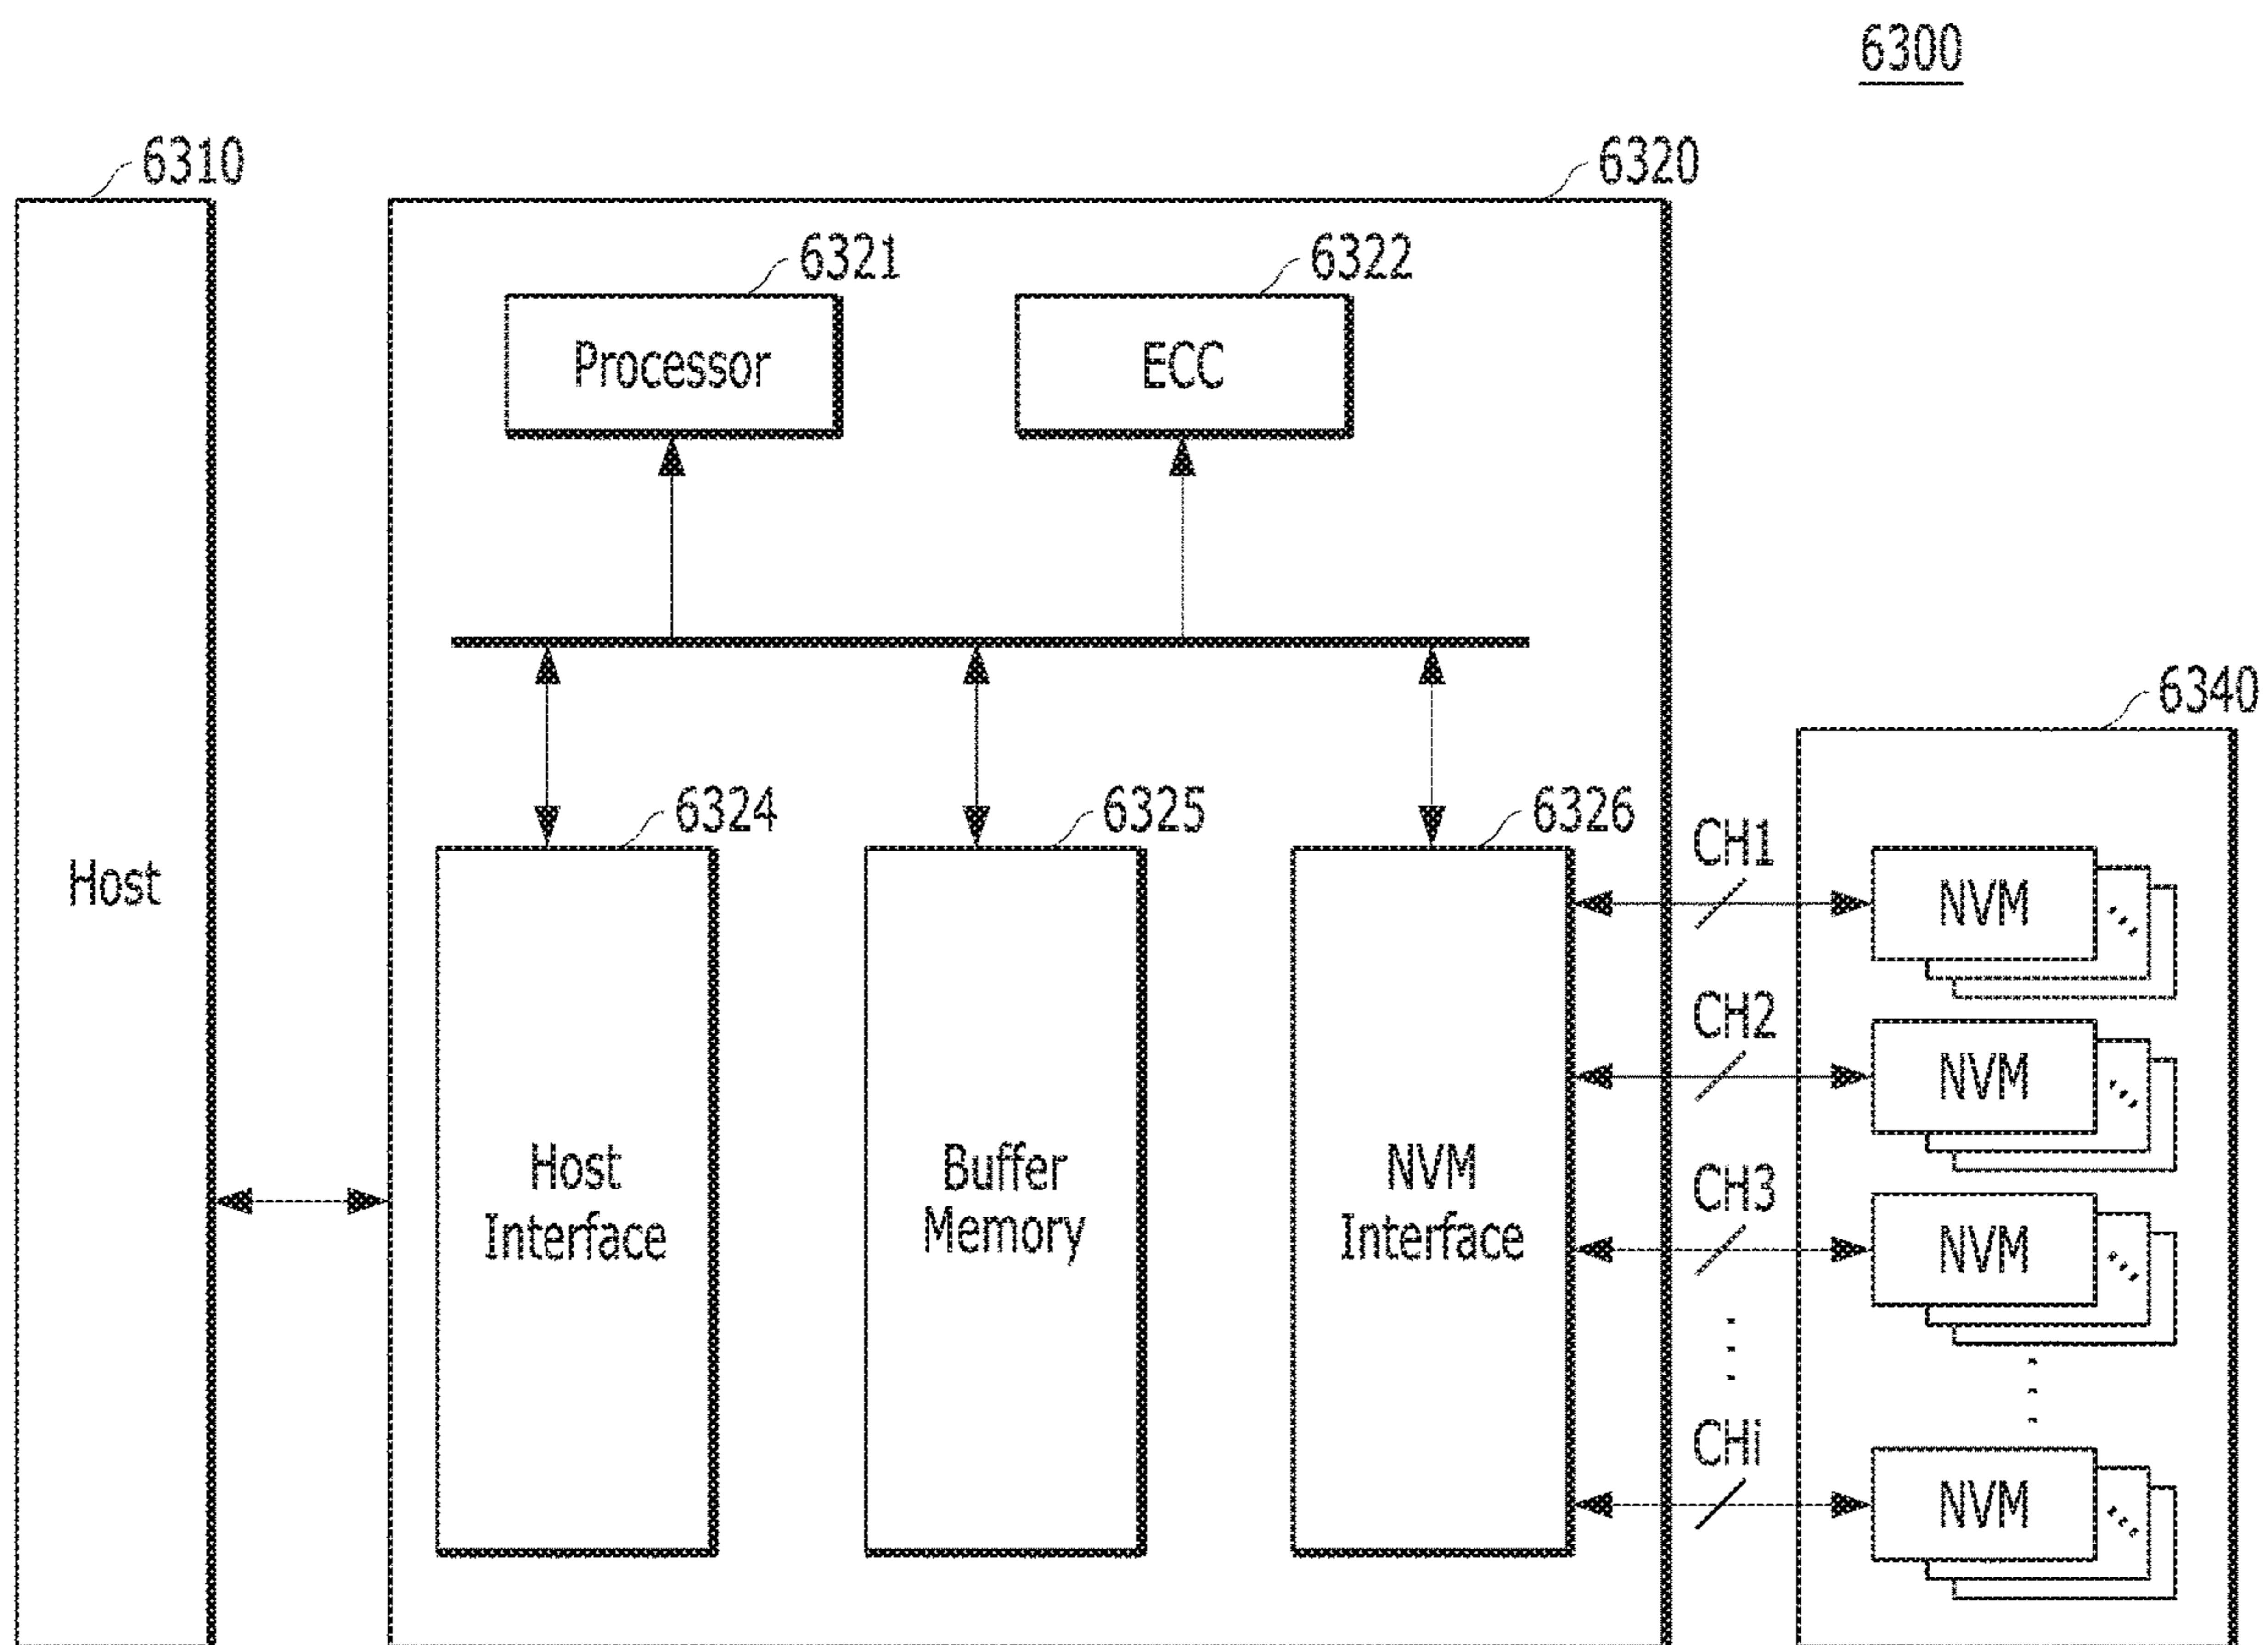 6300
6310
6320
6321
6322
Processor
ECC
6340
6324
6325
6326
CH1
Host
NVM
CH2
NVM
Host
Interface
Buffer
Memory
NVM
Interface
CH3
NVM
CHi
NVM